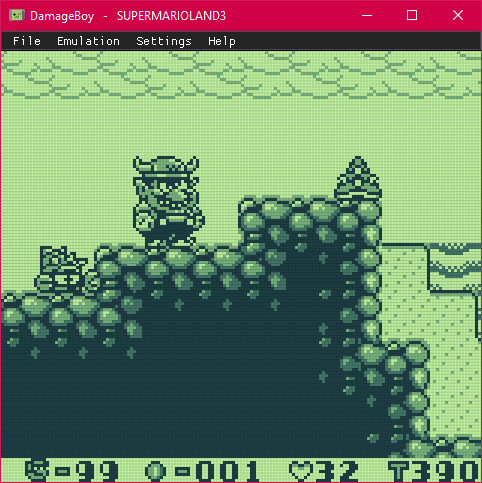 DamageBoy - SUPERMARIOLAND3
File Emulation Settings Help
-99 -001 32 T390